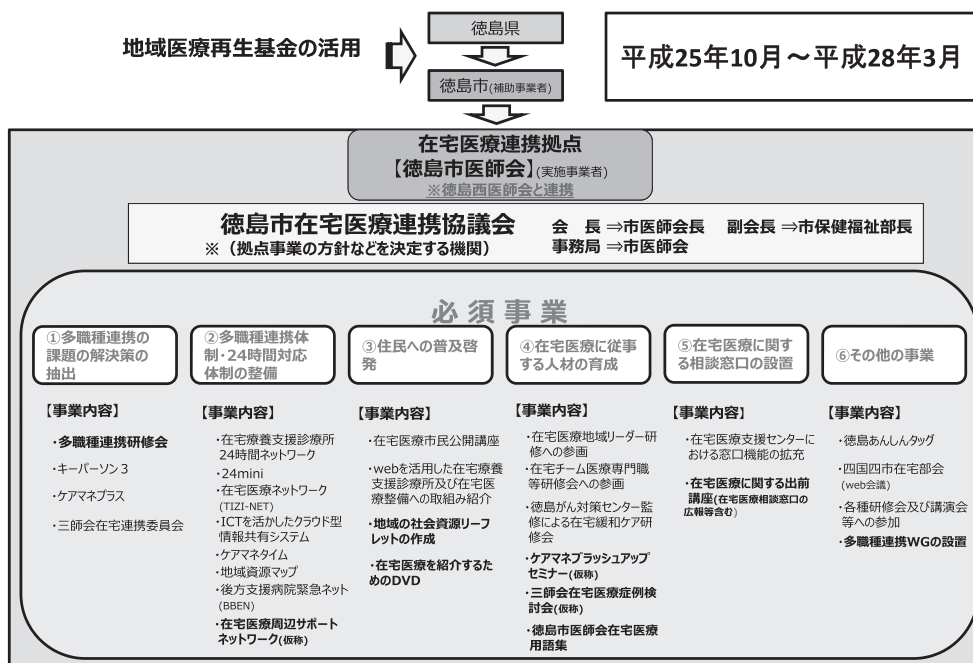 地域医療再生基金の活用
徳島県
徳島市(補助事業者)
平成25年10月～平成28年3月
在宅医療連携拠点
【徳島市医師会】(実施事業者)
※徳島西医師会と連携
徳島市在宅医療連携協議会
※（拠点事業の方針などを決定する機関）
会　長 ⇒市医師会長　副会長 ⇒市保健福祉部長
事務局 ⇒市医師会
必須事業
①多職種連携の
課題の解決策の
抽出
【事業内容】
・多職種連携研修会
・キーパーソン３
・ケアマネプラス
・三師会在宅連携委員会
②多職種連携体
制・24時間対応
体制の整備
【事業内容】
・在宅療養支援診療所
24時間ネットワーク
・24mini
・在宅医療ネットワーク
(TIZI-NET)
・ICTを活かしたクラウド型
情報共有システム
・ケアマネタイム
・地域資源マップ
・後方支援病院緊急ネット
(BBEN)
・在宅医療周辺サポート
ネットワーク(仮称)
③住民への普及啓
発
【事業内容】
・在宅医療市民公開講座
・webを活用した在宅療養
支援診療所及び在宅医
療整備への取組み紹介
・地域の社会資源リーフ
レットの作成
・在宅医療を紹介するた
めのDVD
④在宅医療に従事
する人材の育成
【事業内容】
・在宅医療地域リーダー研
修への参画
・在宅チーム医療専門職
等研修会への参画
・徳島がん対策センター監
修による在宅緩和ケア研
修会
・ケアマネブラッシュアップ
セミナー(仮称)
・三師会在宅医療症例検
討会(仮称)
・徳島市医師会在宅医療
用語集
⑤在宅医療に関す
る相談窓口の設置
【事業内容】
・在宅医療支援センターに
おける窓口機能の拡充
・在宅医療に関する出前
講座(在宅医療相談窓口の
広報等含む)
⑥その他の事業
【事業内容】
・徳島あんしんタッグ
・四国四市在宅部会
(web会議)
・各種研修会及び講演会
等への参加
・多職種連携WGの設置